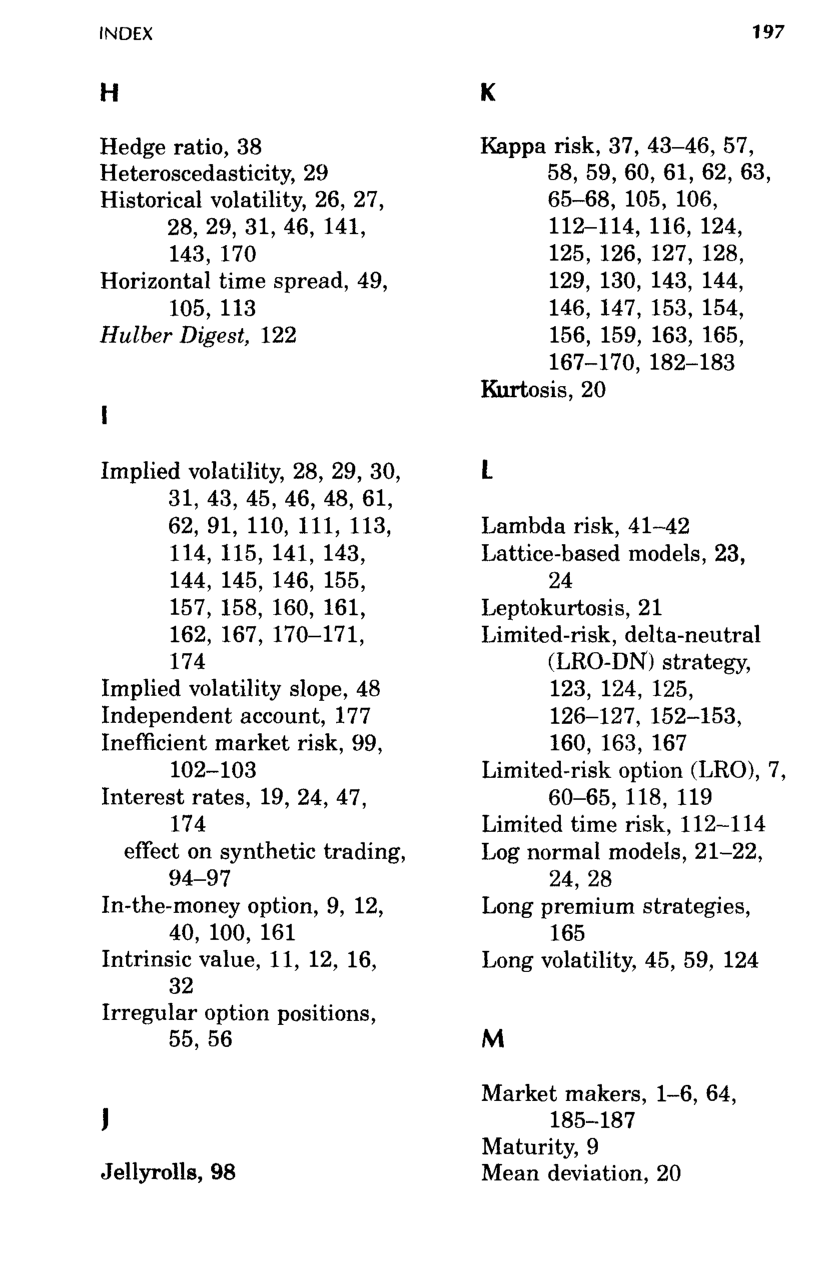 INDEX
197
H
Hedge ratio, 38
Heteroscedasticity, 29
Historical volatility, 26, 27,
28, 29, 31, 46, 141,
143, 170
Horizontal time spread, 49,
105, 113
Hulber Digest, 122
I
Implied volatility, 28, 29, 30,
31, 43, 45, 46, 48, 61,
62, 91, 110, 111, 113,
114, 115, 141, 143,
144, 145, 146, 155,
157, 158, 160, 161,
162, 167, 170–171,
174
Implied volatility slope, 48
Independent account, 177
Inefficient market risk, 99,
102–103
Interest rates, 19, 24, 47,
174
effect on synthetic trading,
94–97
In-the-money option, 9, 12,
40, 100, 161
Intrinsic value, 11, 12, 16,
32
Irregular option positions,
55, 56
J
Jellyrolls, 98
K
Kappa risk, 37, 43–46, 57,
58, 59, 60, 61, 62, 63,
65–68, 105, 106,
112–114, 116, 124,
125, 126, 127, 128,
129, 130, 143, 144,
146, 147, 153, 154,
156, 159, 163, 165,
167–170, 182–183
Kurtosis, 20
L
Lambda risk, 41–42
Lattice-based models, 23,
24
Leptokurtosis, 21
Limited-risk, delta-neutral
(LRO-DN) strategy,
123, 124, 125,
126–127, 152–153,
160, 163, 167
Limited-risk option (LRO), 7,
60–65, 118, 119
Limited time risk, 112–114
Log normal models, 21–22,
24, 28
Long premium strategies,
165
Long volatility, 45, 59, 124
M
Market makers, 1–6, 64,
185–187
Maturity, 9
Mean deviation, 20